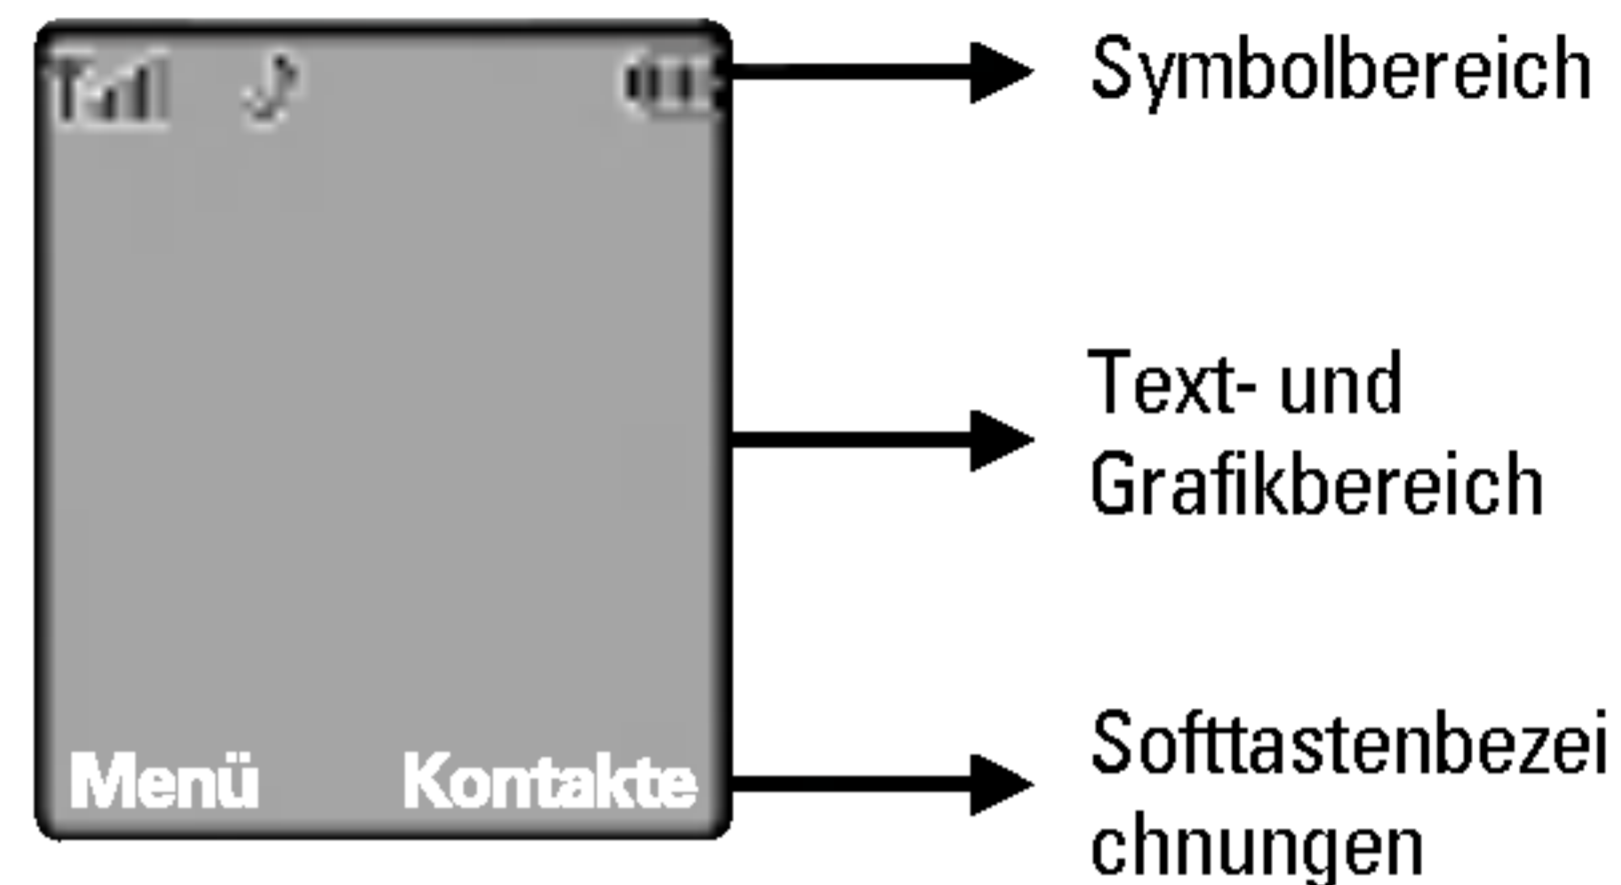 Symbolbereich
Text- und
Grafikbereich
Menü Kontakte
Softtastenbezei
chnungen